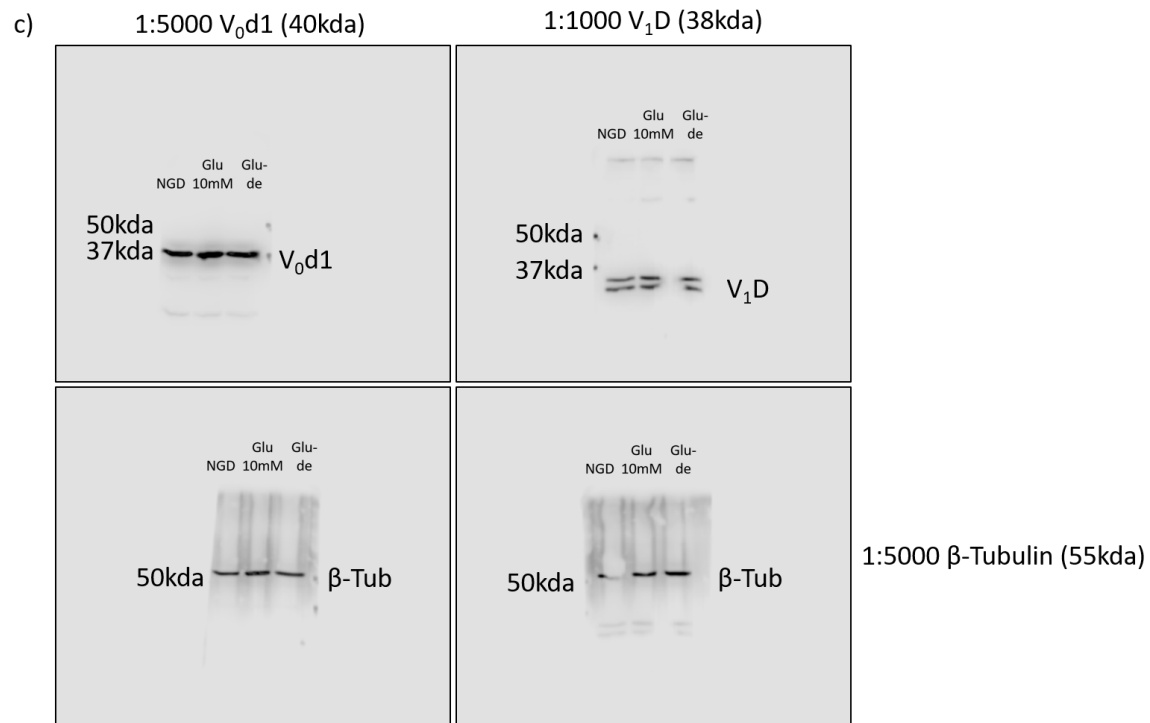 c)
1:5000 V₀d1 (40kda)
1:1000 V₁D (38kda)
Glu Glu-
NGD 10mM de
50kda
37kda
V₀d1
Glu Glu-
NGD 10mM de
50kda
37kda
V₁D
Glu Glu-
NGD 10mM de
50kda
β-Tub
Glu Glu-
NGD 10mM de
50kda
β-Tub
1:5000 β-Tubulin (55kda)